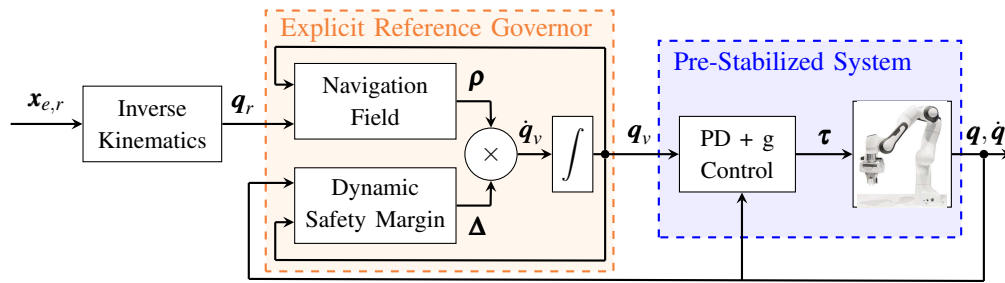 Explicit Reference Governor
Pre-Stabilized System
x_{e,r}
Inverse
Kinematics
q_r
Navigation
Field
ρ
×
q̇_v
∫
q_v
PD + g
Control
τ
q, q̇
Dynamic
Safety Margin
Δ